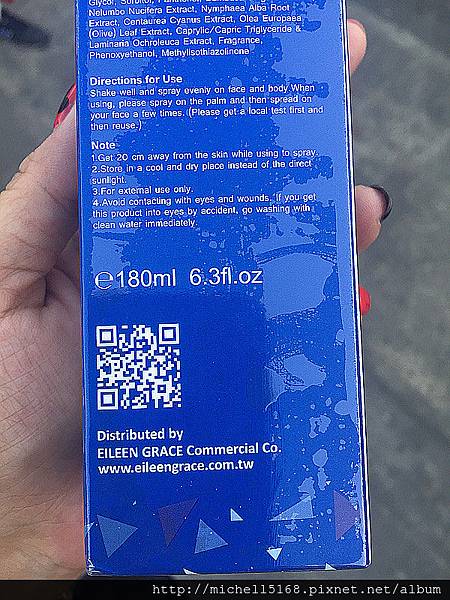 Glycol, Sorbitol, Panthenol,
Nelumbo Nucifera Extract, Nymphaea Alba Root
Extract, Centaurea Cyanus Extract, Olea Europaea
(Olive) Leaf Extract, Caprylic/Capric Triglyceride &
Laminaria Ochroleuca Extract, Fragrance,
Phenoxyethanol, Methylisothiazolinone
Directions for Use
Shake well and spray evenly on face and body.When
using, please spray on the palm and then spread on
your face a few times. (Please get a local test first and
then reuse.)
Note
1.Get 20 cm away from the skin while using to spray.
2.Store in a cool and dry place instead of the direct
sunlight.
3.For external use only.
4.Avoid contacting with eyes and wounds. If you get
this product into eyes by accident, go washing with
clean water immediately.
℮180ml 6.3fl.oz
Distributed by
EILEEN GRACE Commercial Co.
www.eileengrace.com.tw
http://michell5168.pixnet.net/album